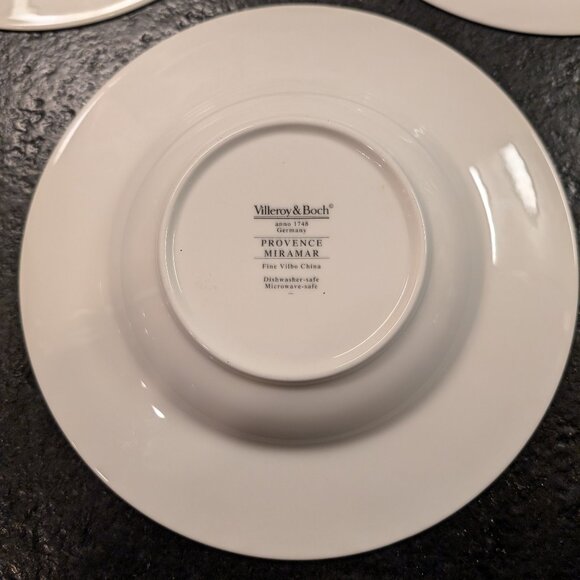 Villeroy & Boch©
anno 1748
Germany
PROVENCE
MIRAMAR
Fine Vilbo China
Dishwasher-safe
Microwave-safe